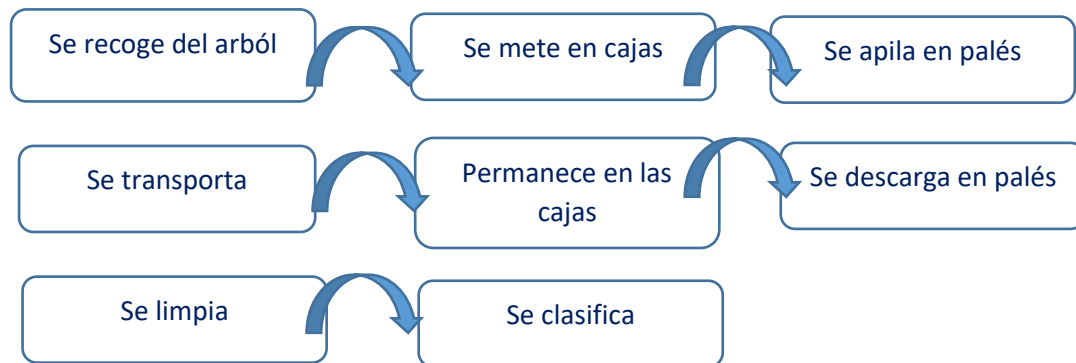 Se recoge del arból
Se mete en cajas
Se apila en palés
Se transporta
Permanece en las
cajas
Se descarga en palés
Se limpia
Se clasifica